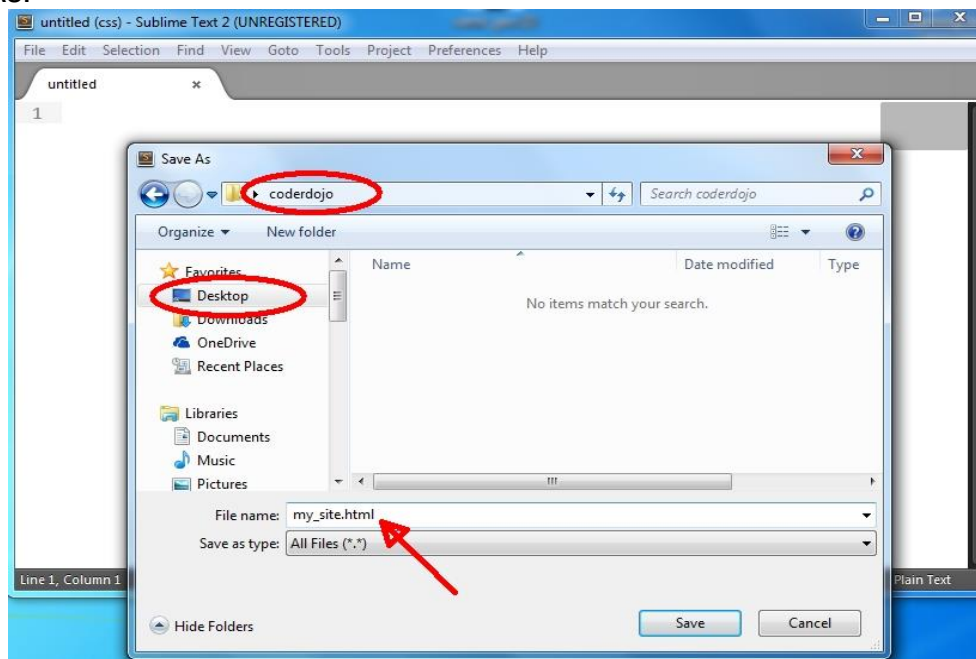 untitled (css) - Sublime Text 2 (UNREGISTERED)
File Edit Selection Find View Goto Tools Project Preferences Help
untitled
1
Save As
coderdojo
Search coderdojo
Organize New folder
Name Date modified Type
Favorites
Desktop
No items match your search.
Downloads
OneDrive
Recent Places
Libraries
Documents
Music
Pictures
File name: my_site.html
Save as type: All Files (*.*)
Line 1, Column 1 Plain Text
Hide Folders Save Cancel